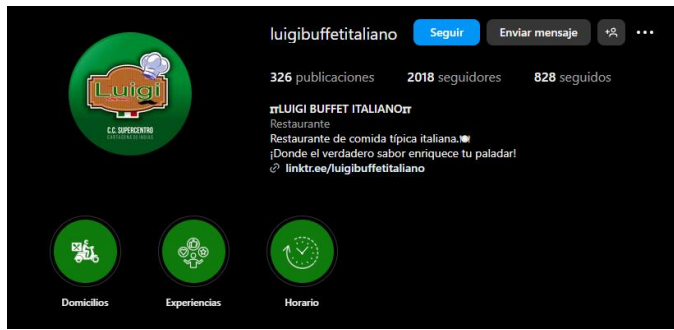 luigibuffetitaliano Seguir Enviar mensaje
326 publicaciones 2018 seguidores 828 seguidos
Luigi
C.C. SUPERCENTRO
CARTAGENA DE INDIAS
♊LUIGI BUFFET ITALIANO♊
Restaurante
Restaurante de comida típica italiana.🍽
¡Donde el verdadero sabor enriquece tu paladar!
linktr.ee/luigibuffetitaliano
Domicilios Experiencias Horario